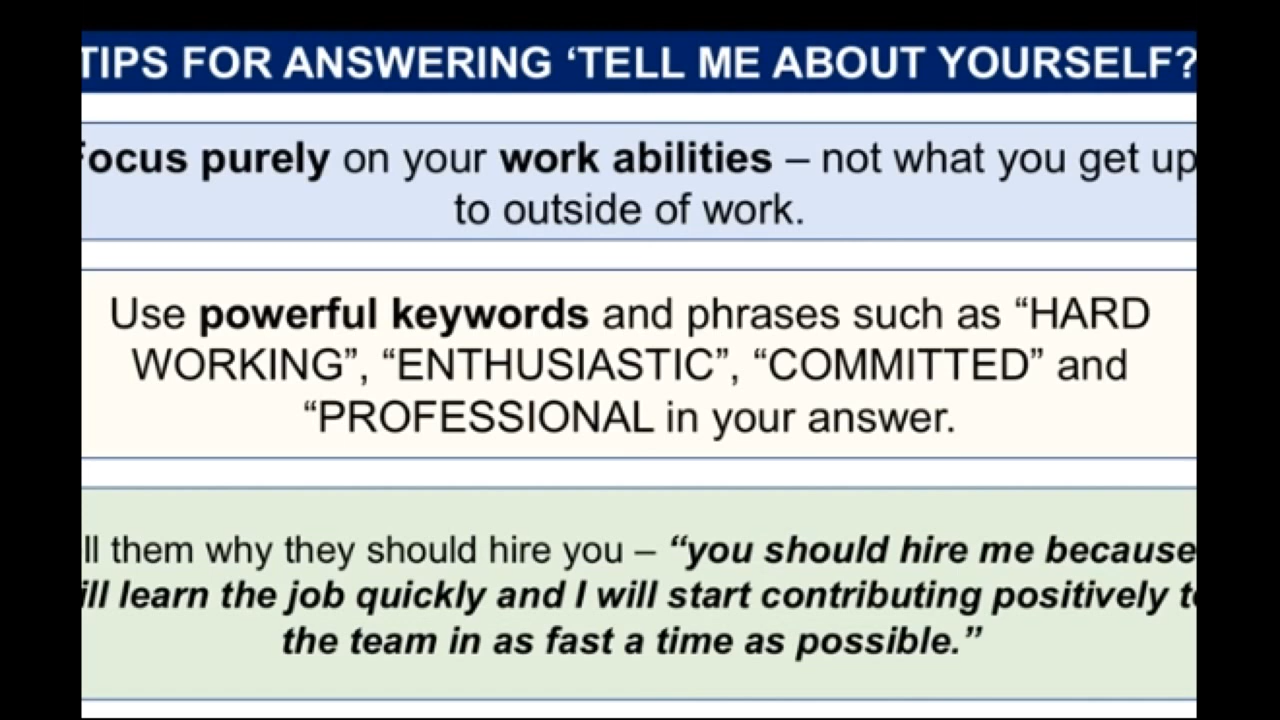 TIPS FOR ANSWERING ‘TELL ME ABOUT YOURSELF?
Focus purely on your work abilities – not what you get up
to outside of work.
Use powerful keywords and phrases such as “HARD
WORKING”, “ENTHUSIASTIC”, “COMMITTED” and
“PROFESSIONAL in your answer.
ll them why they should hire you – “you should hire me because
ill learn the job quickly and I will start contributing positively to
the team in as fast a time as possible.”